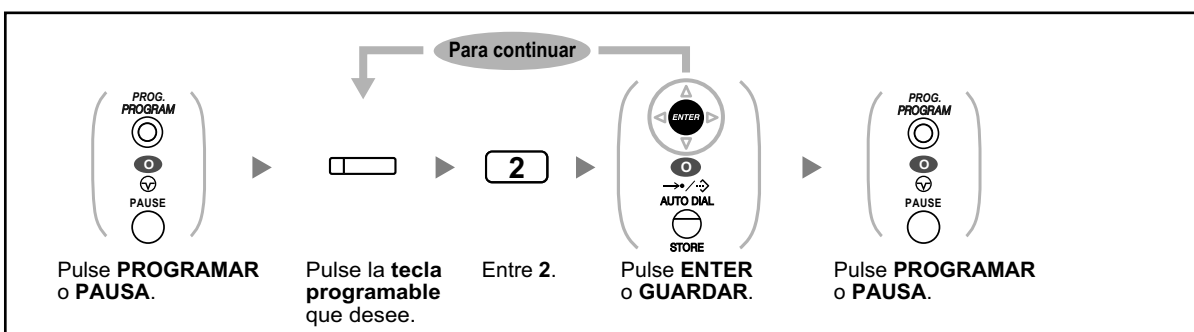 Para continuar
PROG.
PROGRAM
O
PAUSE
2
ENTER
O
AUTO DIAL
STORE
PROG.
PROGRAM
O
PAUSE
Pulse PROGRAMAR
o PAUSA.
Pulse la tecla
programable
que desee.
Entre 2.
Pulse ENTER
o GUARDAR.
Pulse PROGRAMAR
o PAUSA.